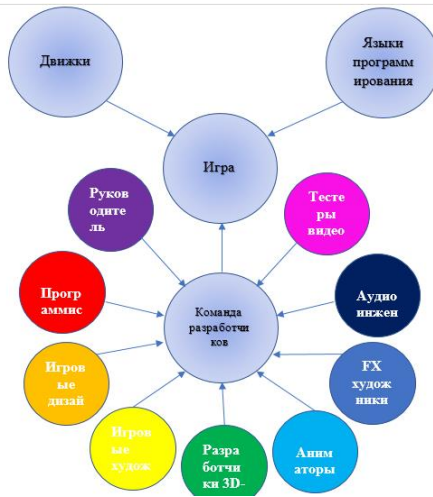 Движки
Языки
програмm
ирования
Игра
Руков
одите
ль
Тесте
ры
видео
Прогр
аммис
Команда
разработчи
ков
Аудио
инжен
Игров
ые
дизай
FX
худож
ники
Игров
ые
худож
Разра
ботчи
ки 3D-
Аним
аторы